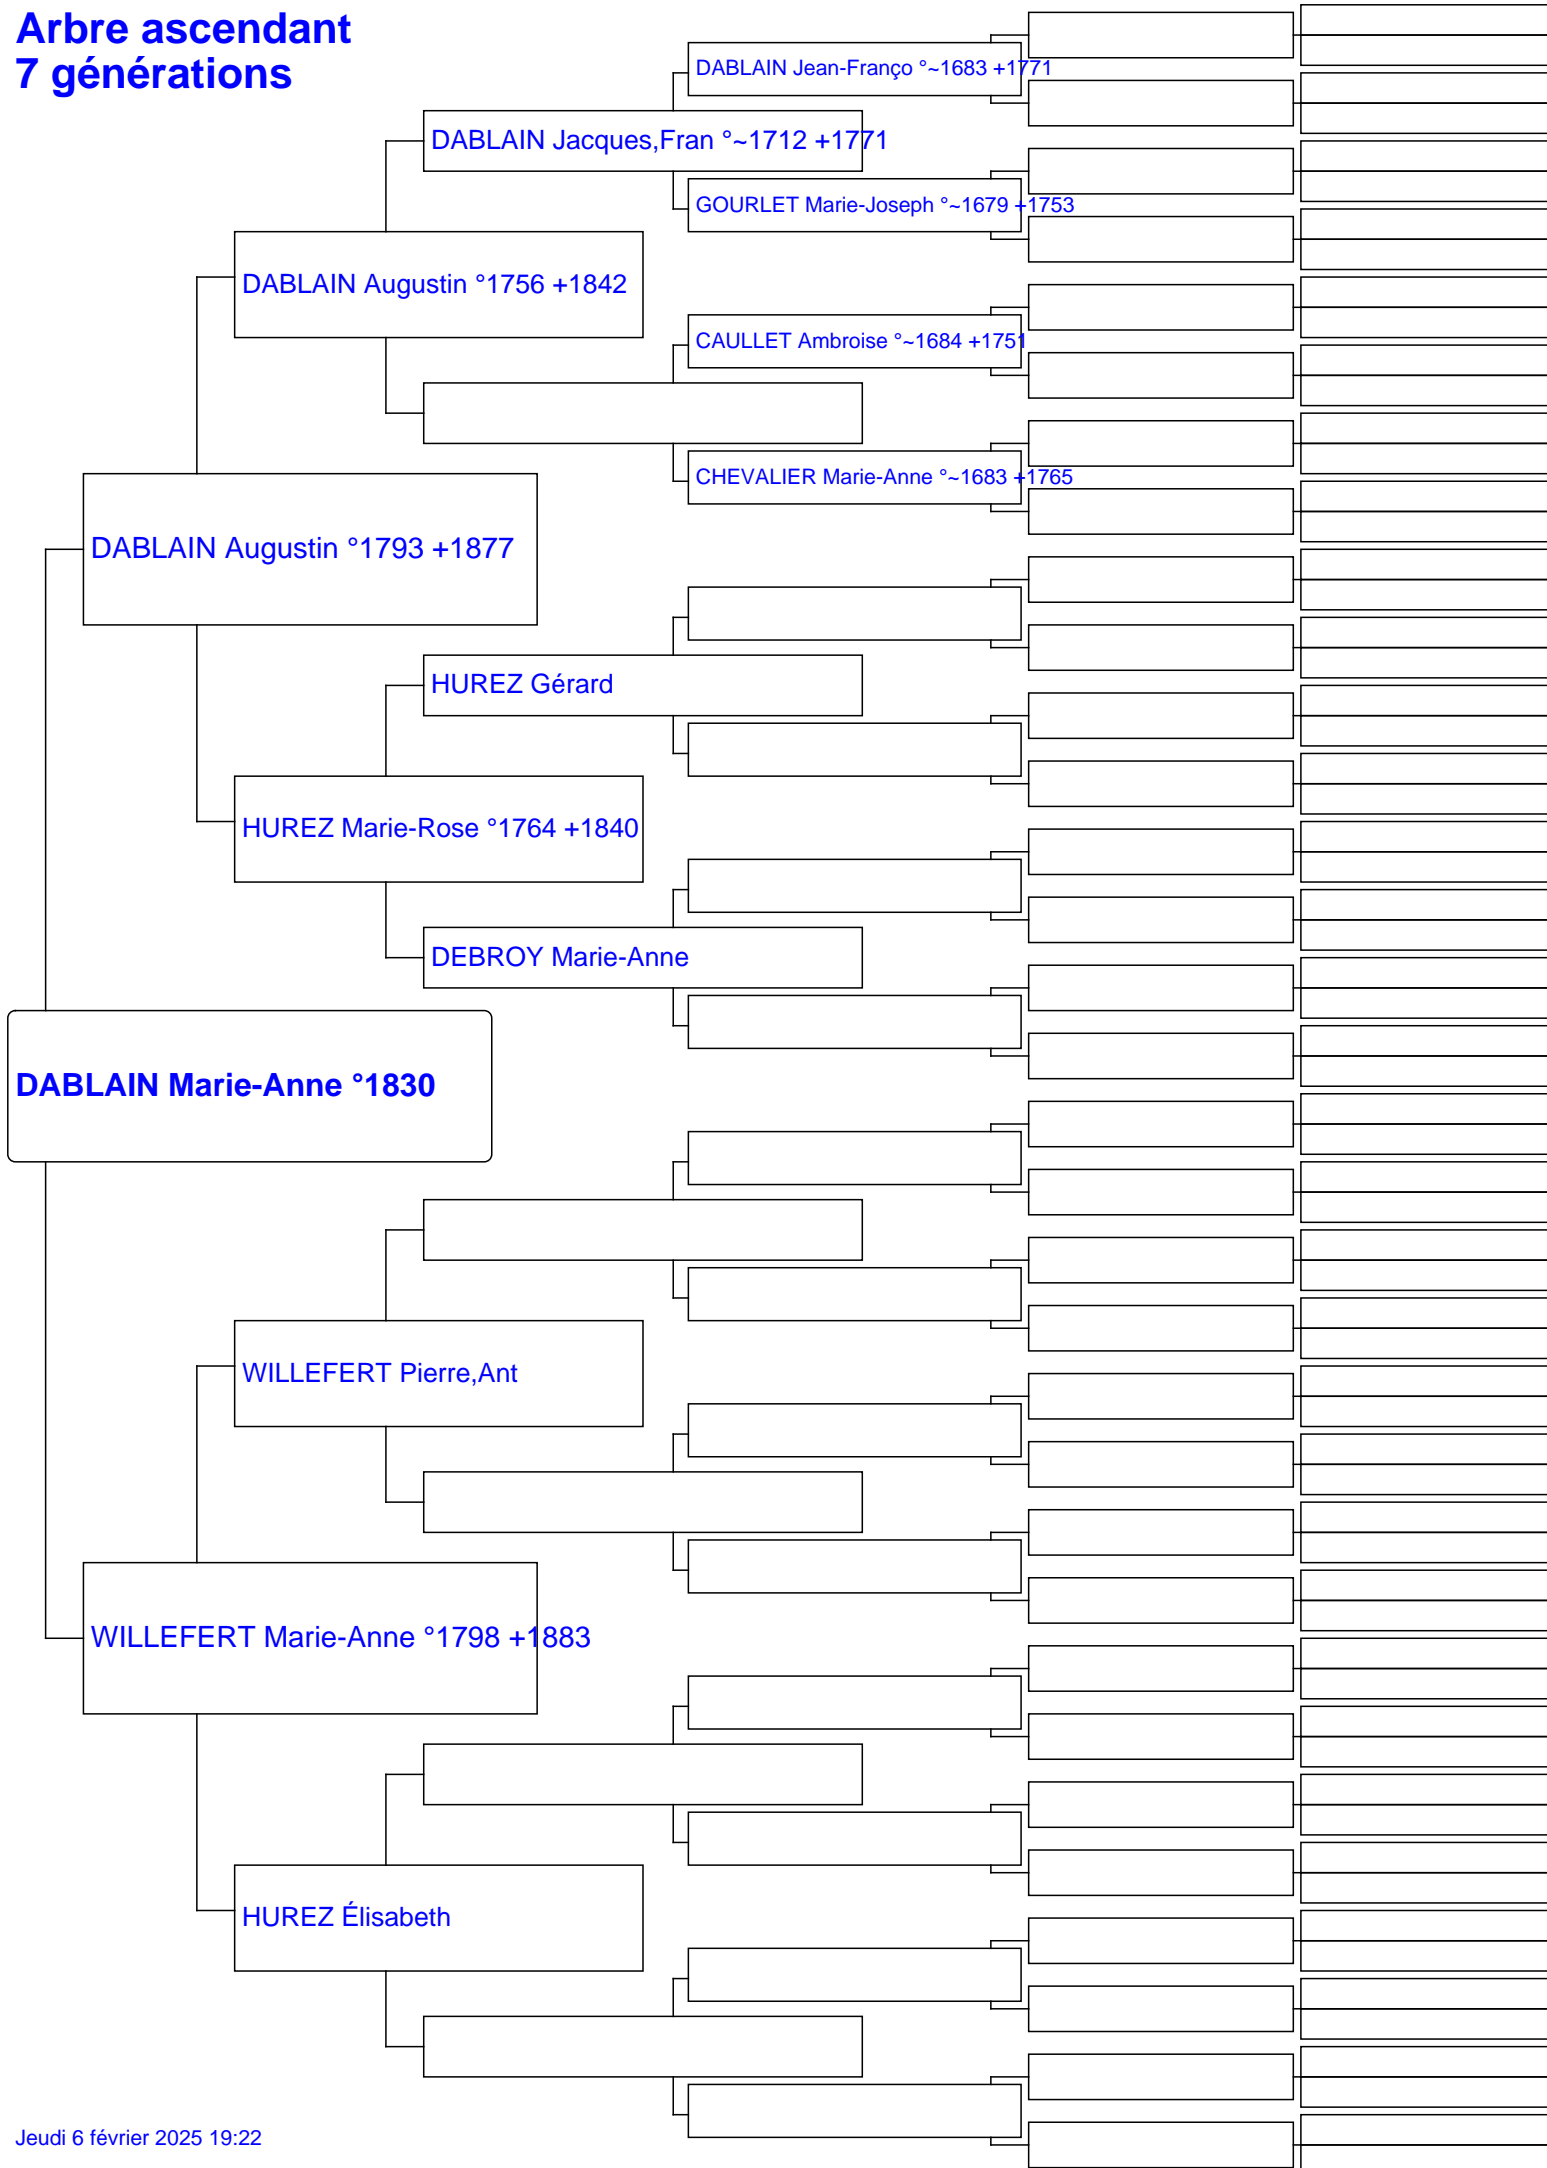 Arbre ascendant
7 générations
DABLAIN Jean-Franço °~1683 +1771
DABLAIN Jacques,Fran °~1712 +1771
GOURLET Marie-Joseph °~1679 +1753
DABLAIN Augustin °1756 +1842
CAULLET Ambroise °~1684 +1751
CHEVALIER Marie-Anne °~1683 +1765
DABLAIN Augustin °1793 +1877
HUREZ Gérard
HUREZ Marie-Rose °1764 +1840
DEBROY Marie-Anne
DABLAIN Marie-Anne °1830
WILLEFERT Pierre,Ant
WILLEFERT Marie-Anne °1798 +1883
HUREZ Élisabeth
Jeudi 6 février 2025 19:22